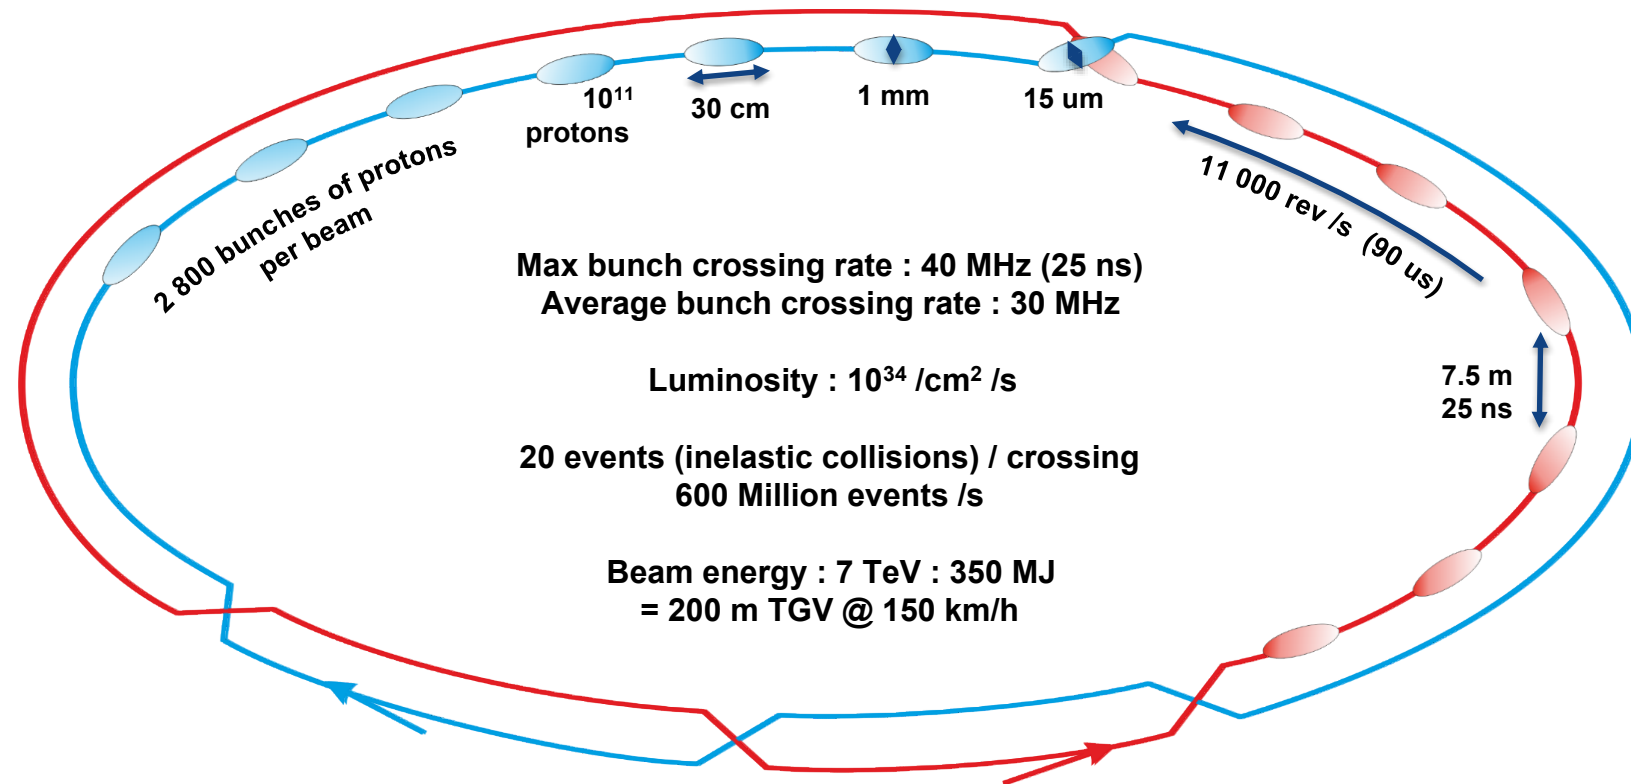 10¹¹
protons
30 cm
1 mm
15 um
11 000 rev /s (90 us)
2 800 bunches of protons
per beam
Max bunch crossing rate : 40 MHz (25 ns)
Average bunch crossing rate : 30 MHz
Luminosity : 10³⁴ /cm² /s
7.5 m
25 ns
20 events (inelastic collisions) / crossing
600 Million events /s
Beam energy : 7 TeV : 350 MJ
= 200 m TGV @ 150 km/h